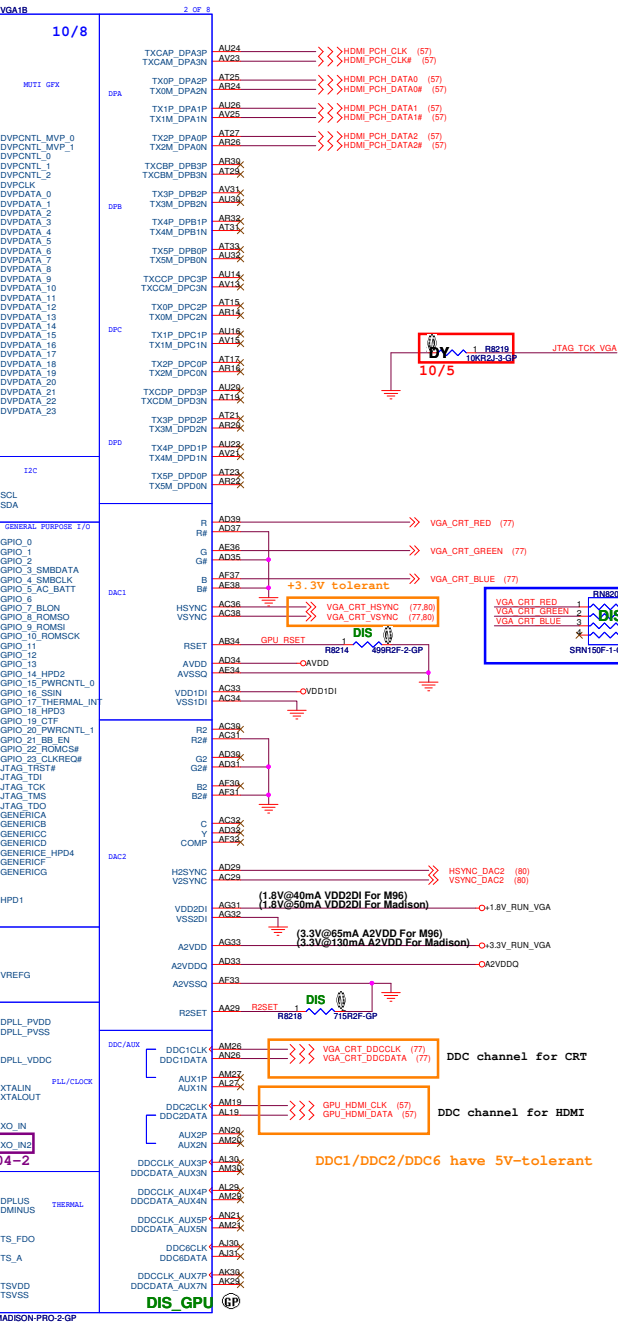 VGA1B
2 OF 8
10/8
MUTI GFX
DPA
TXCAP_DPA3P AU24 HDMI_PCH_CLK (57)
TXCAM_DPA3N AV23 HDMI_PCH_CLK# (57)
TX0P_DPA2P AT25 HDMI_PCH_DATA0 (57)
TX0M_DPA2N AR24 HDMI_PCH_DATA0# (57)
TX1P_DPA1P AU26 HDMI_PCH_DATA1 (57)
TX1M_DPA1N AV25 HDMI_PCH_DATA1# (57)
TX2P_DPA0P AT27 HDMI_PCH_DATA2 (57)
TX2M_DPA0N AR26 HDMI_PCH_DATA2# (57)
DVPCNTL_MVP_0
DVPCNTL_MVP_1
DVPCNTL_0
DVPCNTL_1
DVPCNTL_2
DVPCLK
DVPDATA_0
DVPDATA_1
DVPDATA_2
DVPDATA_3
DVPDATA_4
DVPDATA_5
DVPDATA_6
DVPDATA_7
DVPDATA_8
DVPDATA_9
DVPDATA_10
DVPDATA_11
DVPDATA_12
DVPDATA_13
DVPDATA_14
DVPDATA_15
DVPDATA_16
DVPDATA_17
DVPDATA_18
DVPDATA_19
DVPDATA_20
DVPDATA_21
DVPDATA_22
DVPDATA_23
DPB
TXCBP_DPB3P AR30
TXCBM_DPB3N AT29
TX3P_DPB2P AV31
TX3M_DPB2N AU30
TX4P_DPB1P AR32
TX4M_DPB1N AT31
TX5P_DPB0P AT33
TX5M_DPB0N AU32
DPC
TXCCP_DPC3P AU14
TXCCM_DPC3N AV13
TX0P_DPC2P AT15
TX0M_DPC2N AR14
TX1P_DPC1P AU16
TX1M_DPC1N AV15
TX2P_DPC0P AT17
TX2M_DPC0N AR16
DPD
TXCDP_DPD3P AU20
TXCDM_DPD3N AT19
TX3P_DPD2P AT21
TX3M_DPD2N AR20
TX4P_DPD1P AU22
TX4M_DPD1N AV21
TX5P_DPD0P AT23
TX5M_DPD0N AR22
DY
1 R8219
10KR2J-3-GP
JTAG_TCK_VGA
10/5
I2C
SCL
SDA
GENERAL PURPOSE I/O
GPIO_0
GPIO_1
GPIO_2
GPIO_3_SMBDATA
GPIO_4_SMBCLK
GPIO_5_AC_BATT
GPIO_6
GPIO_7_BLON
GPIO_8_ROMSO
GPIO_9_ROMSI
GPIO_10_ROMSCK
GPIO_11
GPIO_12
GPIO_13
GPIO_14_HPD2
GPIO_15_PWRCNTL_0
GPIO_16_SSIN
GPIO_17_THERMAL_INT
GPIO_18_HPD3
GPIO_19_CTF
GPIO_20_PWRCNTL_1
GPIO_21_BB_EN
GPIO_22_ROMCS#
GPIO_23_CLKREQ#
JTAG_TRST#
JTAG_TDI
JTAG_TCK
JTAG_TMS
JTAG_TDO
GENERICA
GENERICB
GENERICC
GENERICD
GENERICE_HPD4
GENERICF
GENERICG
HPD1
DAC1
R AD39 VGA_CRT_RED (77)
R# AD37
G AE36 VGA_CRT_GREEN (77)
G# AD35
B AF37 VGA_CRT_BLUE (77)
B# AE38
+3.3V tolerant
HSYNC AC36 VGA_CRT_HSYNC (77,80)
VSYNC AC38 VGA_CRT_VSYNC (77,80)
RSET AB34 GPU_RSET 1 DIS
R8214 499R2F-2-GP
AVDD AD34 AVDD
AVSSQ AE34
VDD1DI AC33 VDD1DI
VSS1DI AC34
RN820
VGA_CRT_RED 1
VGA_CRT_GREEN 2
VGA_CRT_BLUE 3
4
DIS
SRN150F-1-G
DAC2
R2 AC30
R2# AC31
G2 AD30
G2# AD31
B2 AF30
B2# AF31
C AC32
Y AD32
COMP AF32
H2SYNC AD29 HSYNC_DAC2 (80)
V2SYNC AC29 VSYNC_DAC2 (80)
(1.8V@40mA VDD2DI For M96)
(1.8V@50mA VDD2DI For Madison)
VDD2DI AG31 +1.8V_RUN_VGA
VSS2DI AG32
(3.3V@65mA A2VDD For M96)
(3.3V@130mA A2VDD For Madison)
A2VDD AG33 +3.3V_RUN_VGA
A2VDDQ AD33 A2VDDQ
A2VSSQ AF33
R2SET AA29 R2SET 1 DIS
R8218 715R2F-GP
VREFG
DPLL_PVDD
DPLL_PVSS
DPLL_VDDC
PLL/CLOCK
XTALIN
XTALOUT
XO_IN
XO_IN2
04-2
DDC/AUX
DDC1CLK AM26 VGA_CRT_DDCCLK (77)
DDC1DATA AN26 VGA_CRT_DDCDATA (77)
DDC channel for CRT
AUX1P AM27
AUX1N AL27
DDC2CLK AM19 GPU_HDMI_CLK (57)
DDC2DATA AL19 GPU_HDMI_DATA (57)
DDC channel for HDMI
AUX2P AN20
AUX2N AM20
DDC1/DDC2/DDC6 have 5V-tolerant
DDCCLK_AUX3P AL30
DDCDATA_AUX3N AM30
DDCCLK_AUX4P AL29
DDCDATA_AUX4N AM29
DDCCLK_AUX5P AN21
DDCDATA_AUX5N AM21
DDC6CLK AJ30
DDC6DATA AJ31
DDCCLK_AUX7P AK30
DDCDATA_AUX7N AK29
THERMAL
DPLUS
DMINUS
TS_FDO
TS_A
TSVDD
TSVSS
DIS_GPU
GP
MADISON-PRO-2-GP